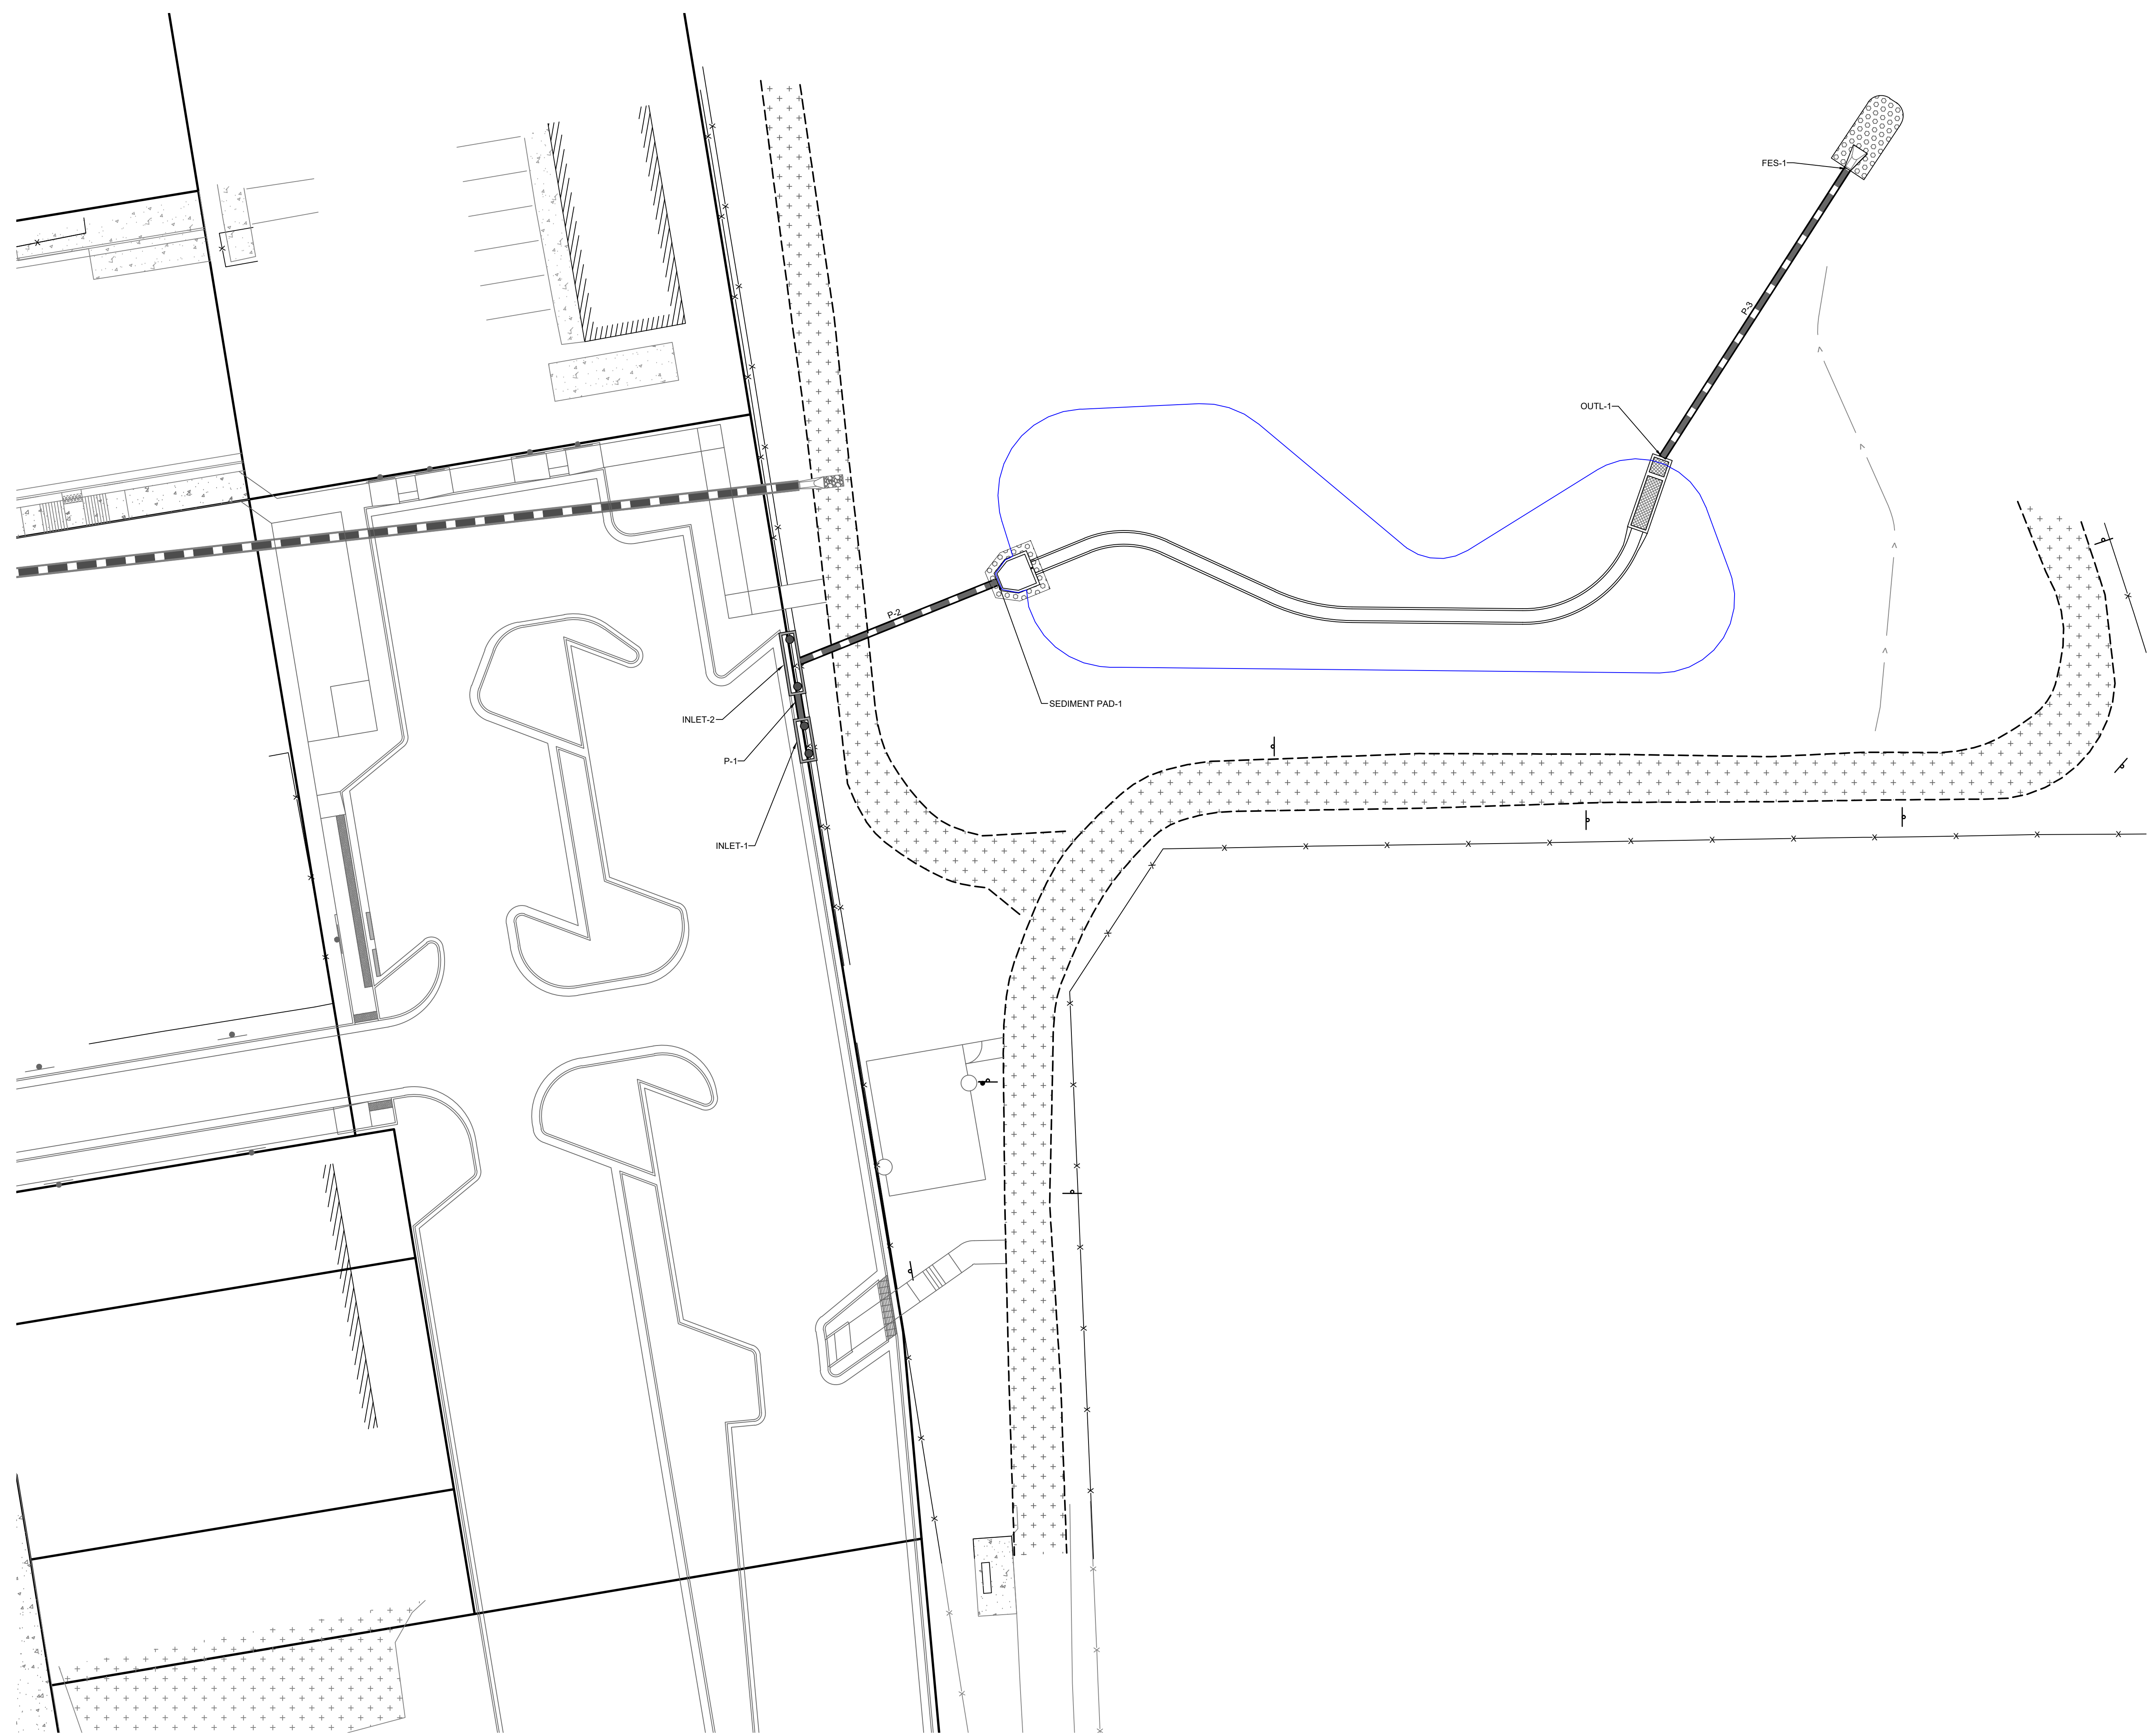 FES-1
P-3
OUTL-1
P-2
SEDIMENT PAD-1
INLET-2
P-1
INLET-1